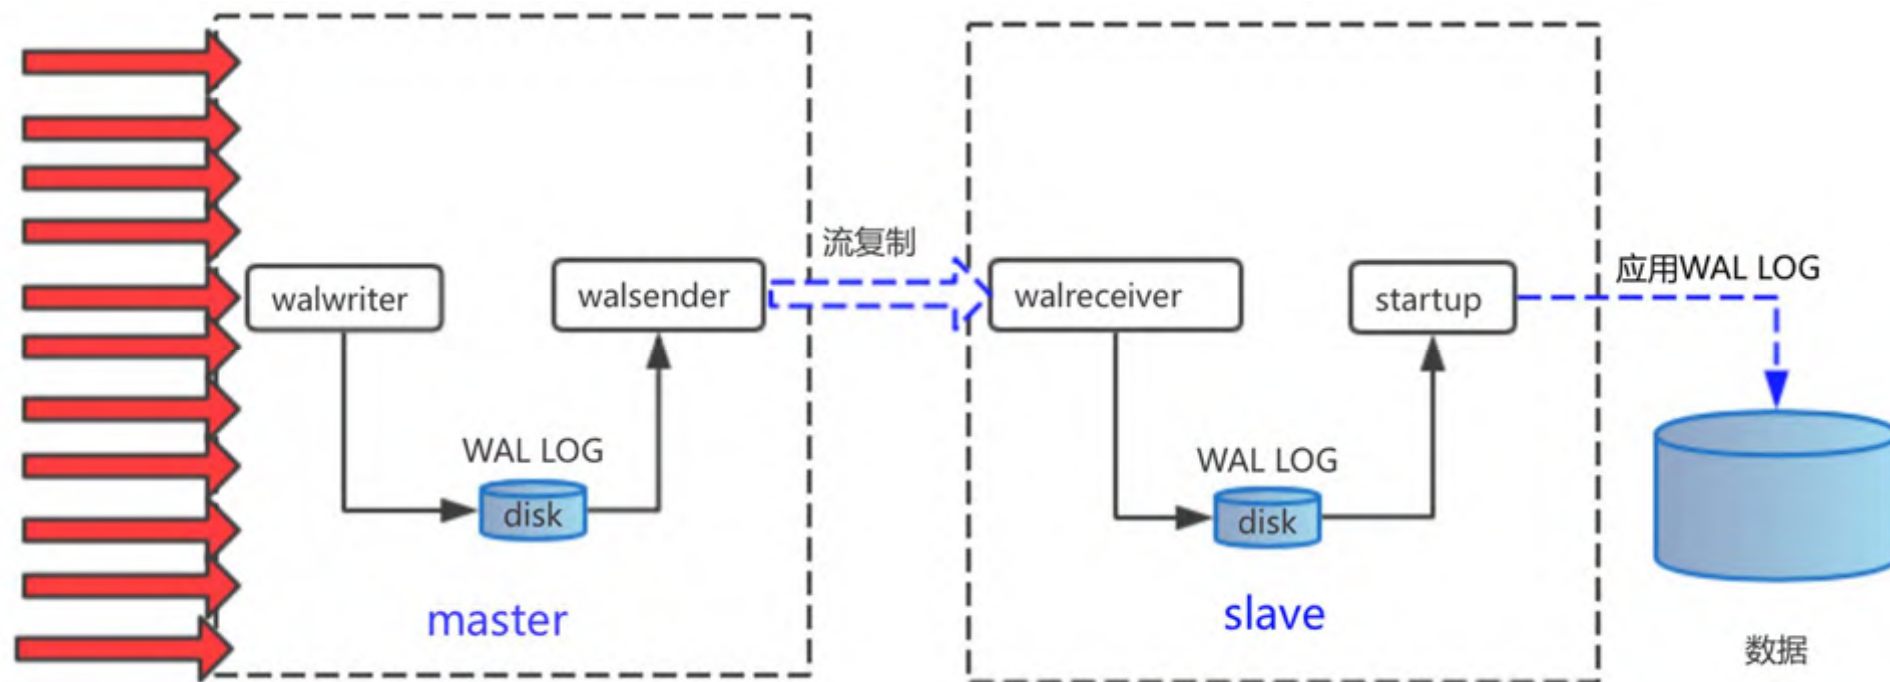 流复制
应用WAL LOG
walwriter
walsender
walreceiver
startup
WAL LOG
disk
WAL LOG
disk
master
slave
数据